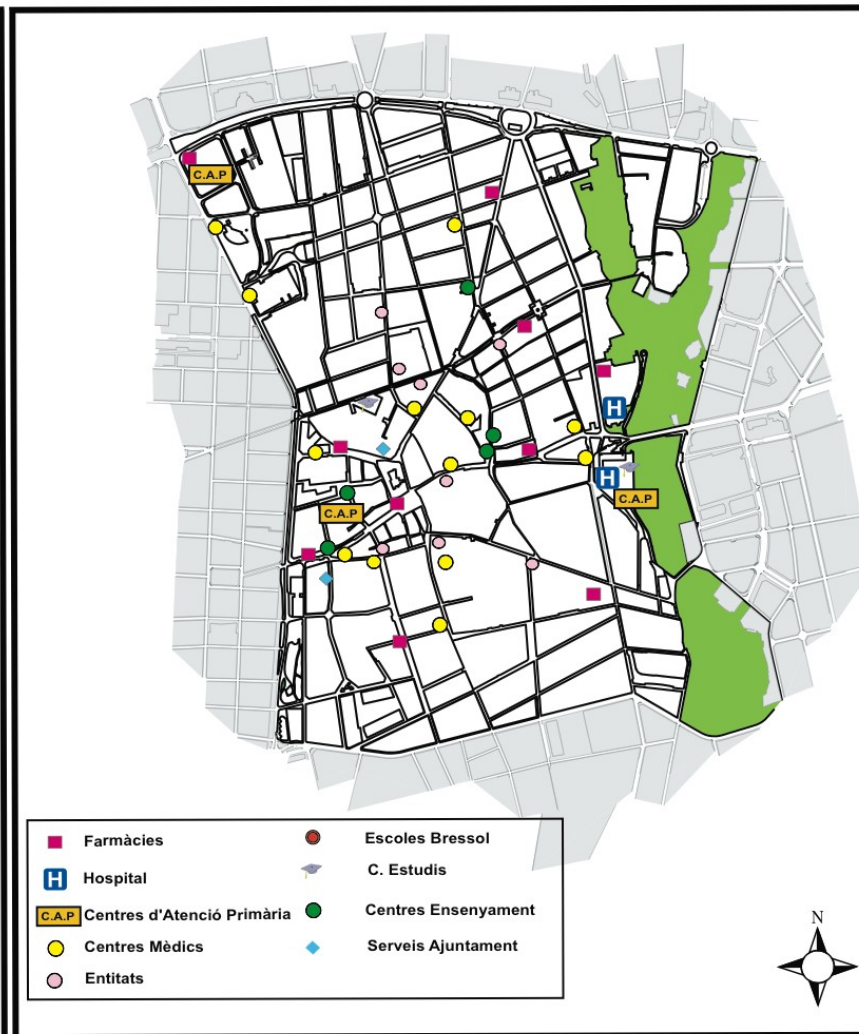 C.A.P
H
H
C.A.P
C.A.P
Farmàcies
H Hospital
C.A.P Centres d'Atenció Primària
Centres Mèdics
Entitats
Escoles Bressol
C. Estudis
Centres Ensenyament
Serveis Ajuntament
N